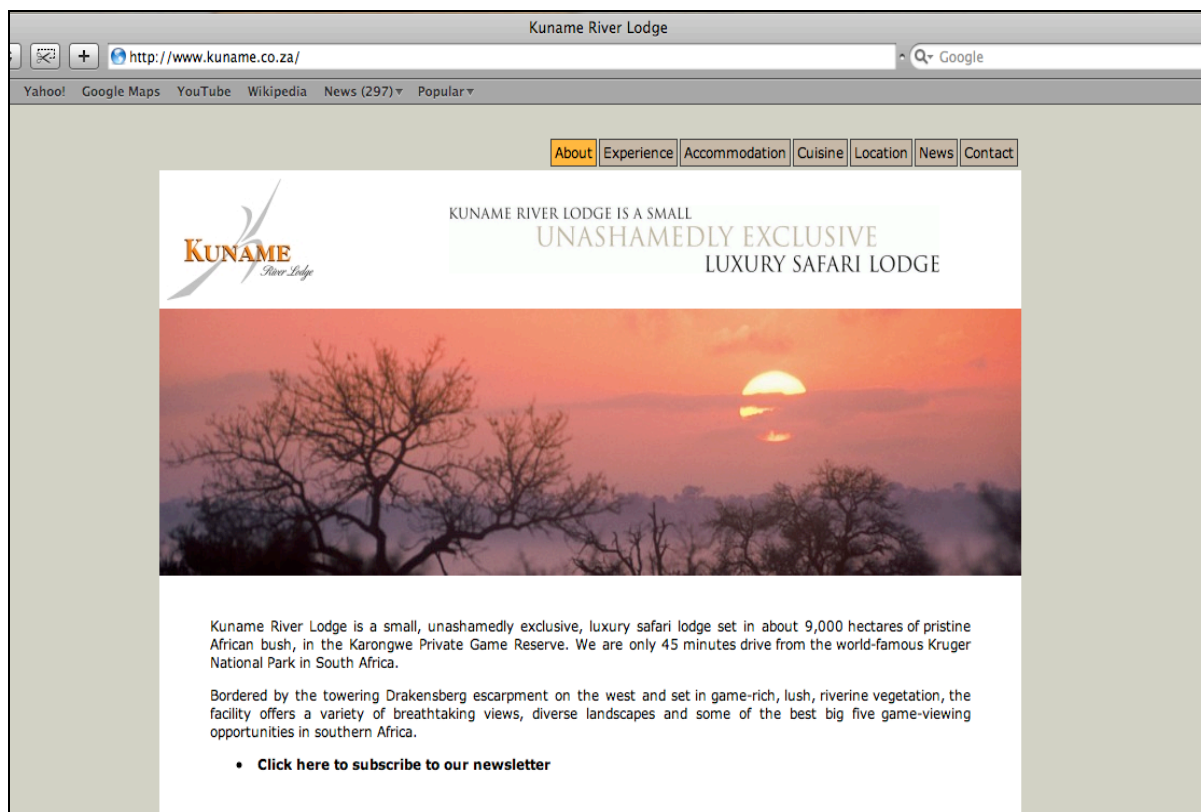 Kuname River Lodge
http://www.kuname.co.za/
Google
Yahoo! Google Maps YouTube Wikipedia News (297) Popular
About Experience Accommodation Cuisine Location News Contact
KUNAME
River Lodge
KUNAME RIVER LODGE IS A SMALL
UNASHAMEDLY EXCLUSIVE
LUXURY SAFARI LODGE
Kuname River Lodge is a small, unashamedly exclusive, luxury safari lodge set in about 9,000 hectares of pristine
African bush, in the Karongwe Private Game Reserve. We are only 45 minutes drive from the world-famous Kruger
National Park in South Africa.
Bordered by the towering Drakensberg escarpment on the west and set in game-rich, lush, riverine vegetation, the
facility offers a variety of breathtaking views, diverse landscapes and some of the best big five game-viewing
opportunities in southern Africa.
• Click here to subscribe to our newsletter